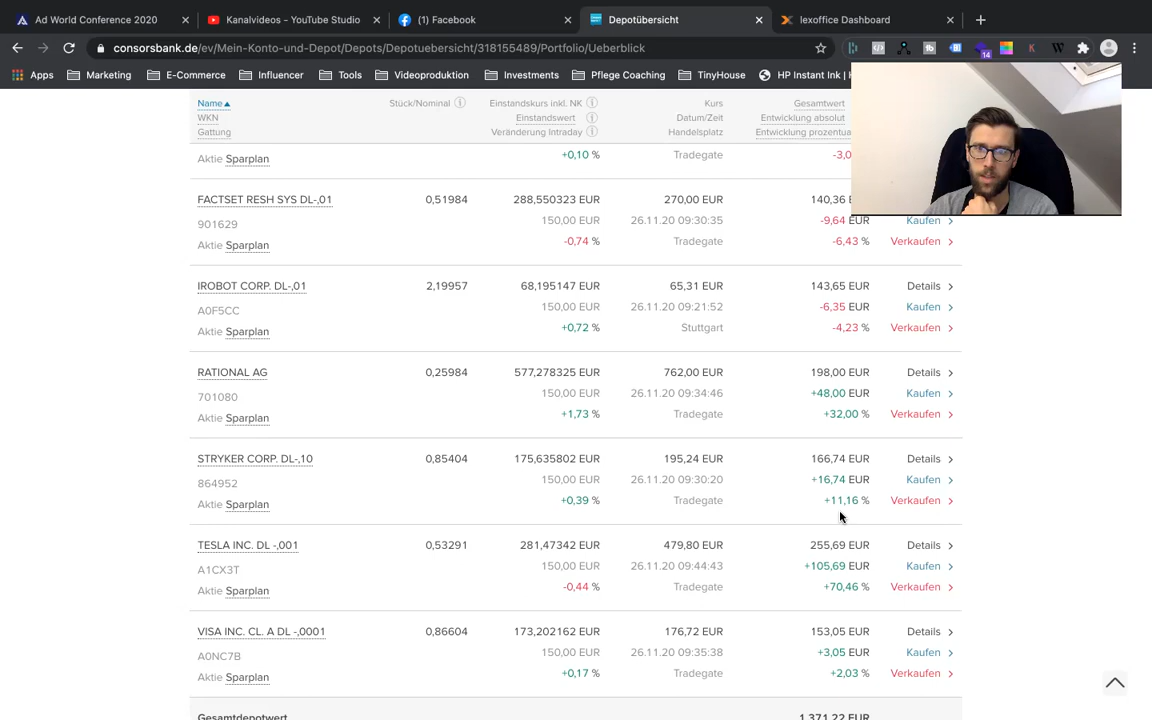 Ad World Conference 2020
Kanalvideos - YouTube Studio
(1) Facebook
Depotübersicht
lexoffice Dashboard
consorsbank.de/ev/Mein-Konto-und-Depot/Depots/Depotuebersicht/318155489/Portfolio/Ueberblick
14
Apps Marketing E-Commerce Influencer Tools Videoproduktion Investments Pflege Coaching TinyHouse HP Instant Ink |
Name Stück/Nominal Einstandskurs inkl. NK Kurs Gesamtwert
WKN Einstandswert Datum/Zeit Entwicklung absolut
Gattung Veränderung Intraday Handelsplatz Entwicklung
Aktie Sparplan +0,10 % Tradegate
FACTSET RESH SYS DL-,01 0,51984 288,550323 EUR 270,00 EUR 140,36
901629 150,00 EUR 26.11.20 09:30:35 -9,64 EUR Kaufen
Aktie Sparplan -0,74 % Tradegate -6,43 % Verkaufen
IROBOT CORP. DL-,01 2,19957 68,195147 EUR 65,31 EUR 143,65 EUR Details
A0F5CC 150,00 EUR 26.11.20 09:21:52 -6,35 EUR Kaufen
Aktie Sparplan +0,72 % Stuttgart -4,23 % Verkaufen
RATIONAL AG 0,25984 577,278325 EUR 762,00 EUR 198,00 EUR Details
701080 150,00 EUR 26.11.20 09:34:46 +48,00 EUR Kaufen
Aktie Sparplan +1,73 % Tradegate +32,00 % Verkaufen
STRYKER CORP. DL-,10 0,85404 175,635802 EUR 195,24 EUR 166,74 EUR Details
864952 150,00 EUR 26.11.20 09:30:20 +16,74 EUR Kaufen
Aktie Sparplan +0,39 % Tradegate +11,16 % Verkaufen
TESLA INC. DL -,001 0,53291 281,47342 EUR 479,80 EUR 255,69 EUR Details
A1CX3T 150,00 EUR 26.11.20 09:44:43 +105,69 EUR Kaufen
Aktie Sparplan -0,44 % Tradegate +70,46 % Verkaufen
VISA INC. CL. A DL -,0001 0,86604 173,202162 EUR 176,72 EUR 153,05 EUR Details
A0NC7B 150,00 EUR 26.11.20 09:35:38 +3,05 EUR Kaufen
Aktie Sparplan +0,17 % Tradegate +2,03 % Verkaufen
Gesamtdepotwert 1.371,22 EUR